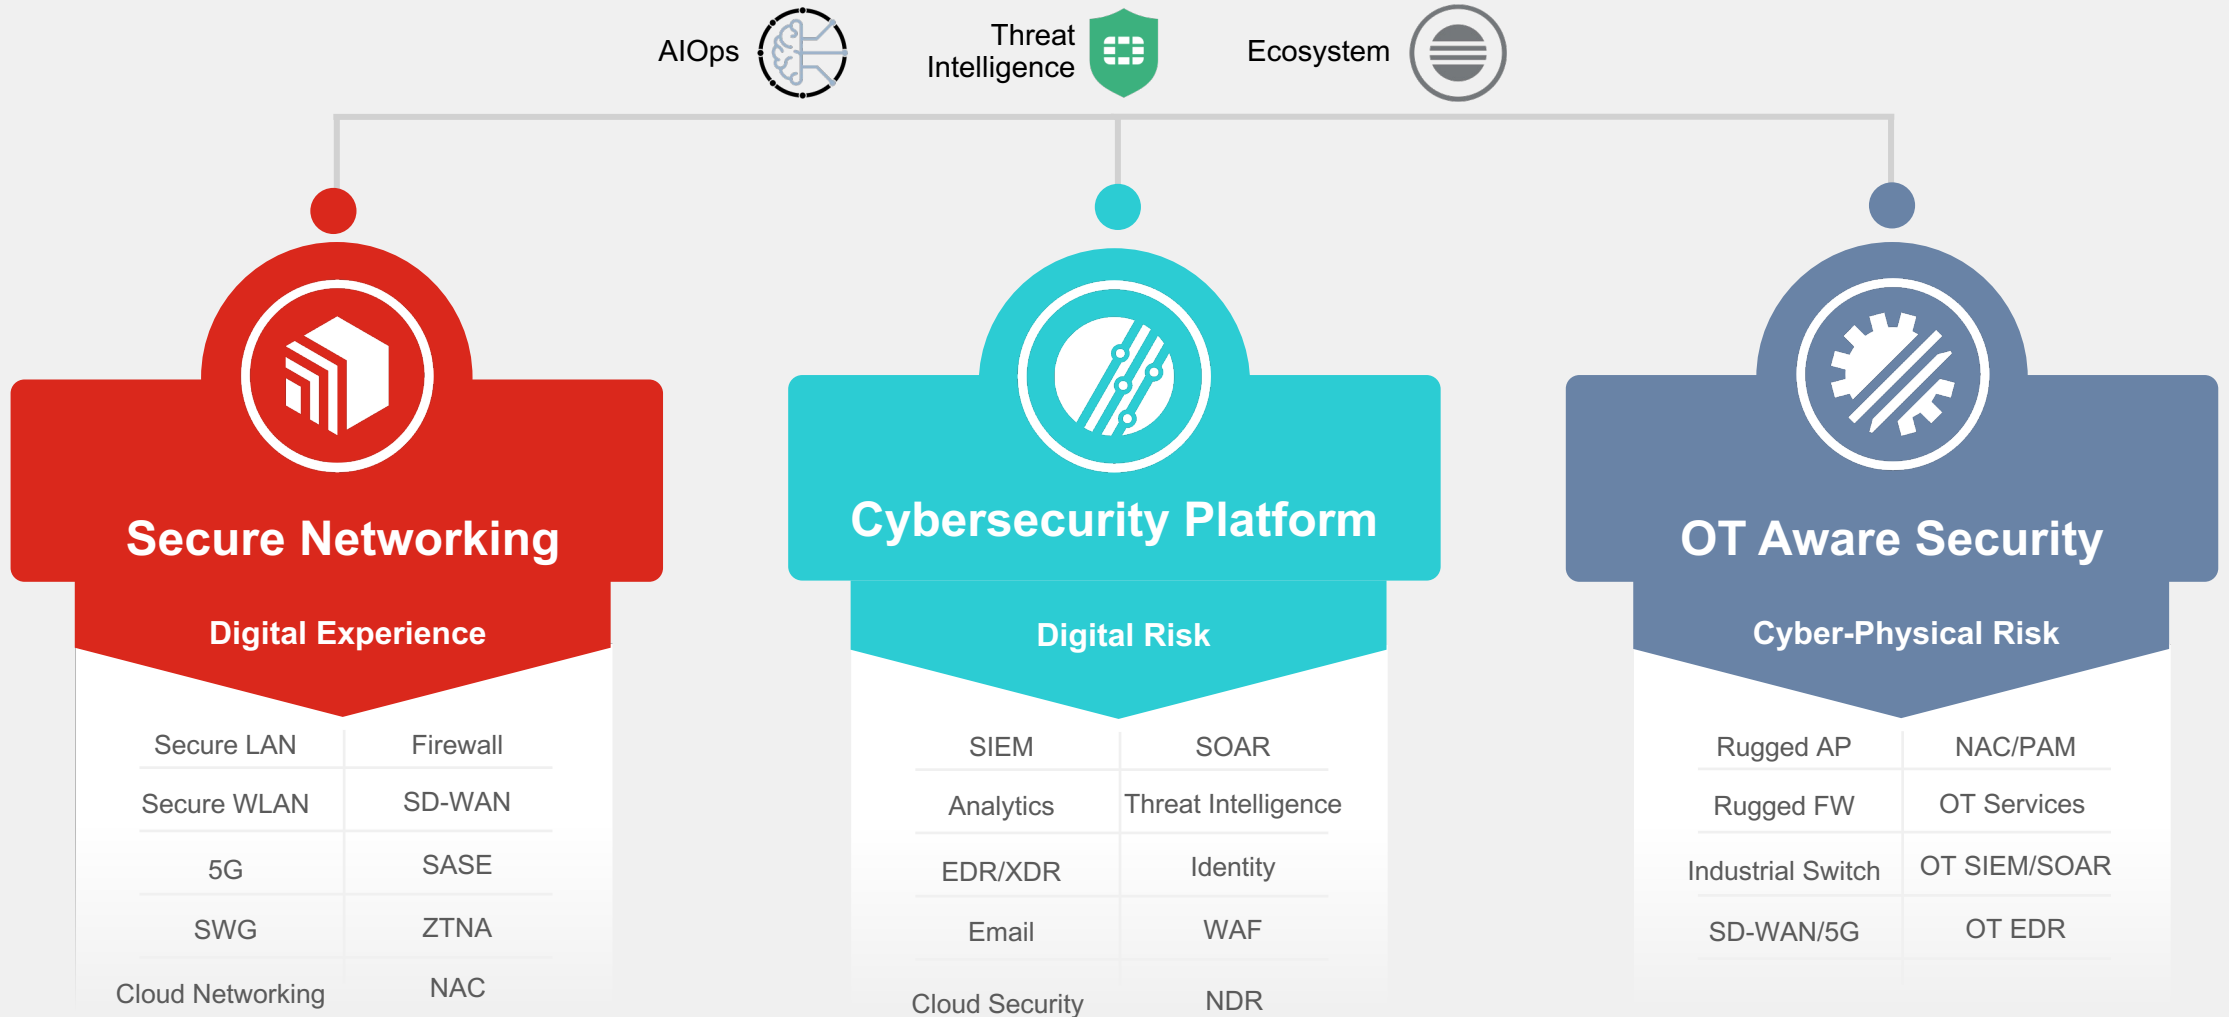 AIOps
Threat
Intelligence
Ecosystem
Secure Networking
Digital Experience
Secure LAN
Firewall
Secure WLAN
SD-WAN
5G
SASE
SWG
ZTNA
Cloud Networking
NAC
Cybersecurity Platform
Digital Risk
SIEM
SOAR
Analytics
Threat Intelligence
EDR/XDR
Identity
Email
WAF
Cloud Security
NDR
OT Aware Security
Cyber-Physical Risk
Rugged AP
NAC/PAM
Rugged FW
OT Services
Industrial Switch
OT SIEM/SOAR
SD-WAN/5G
OT EDR